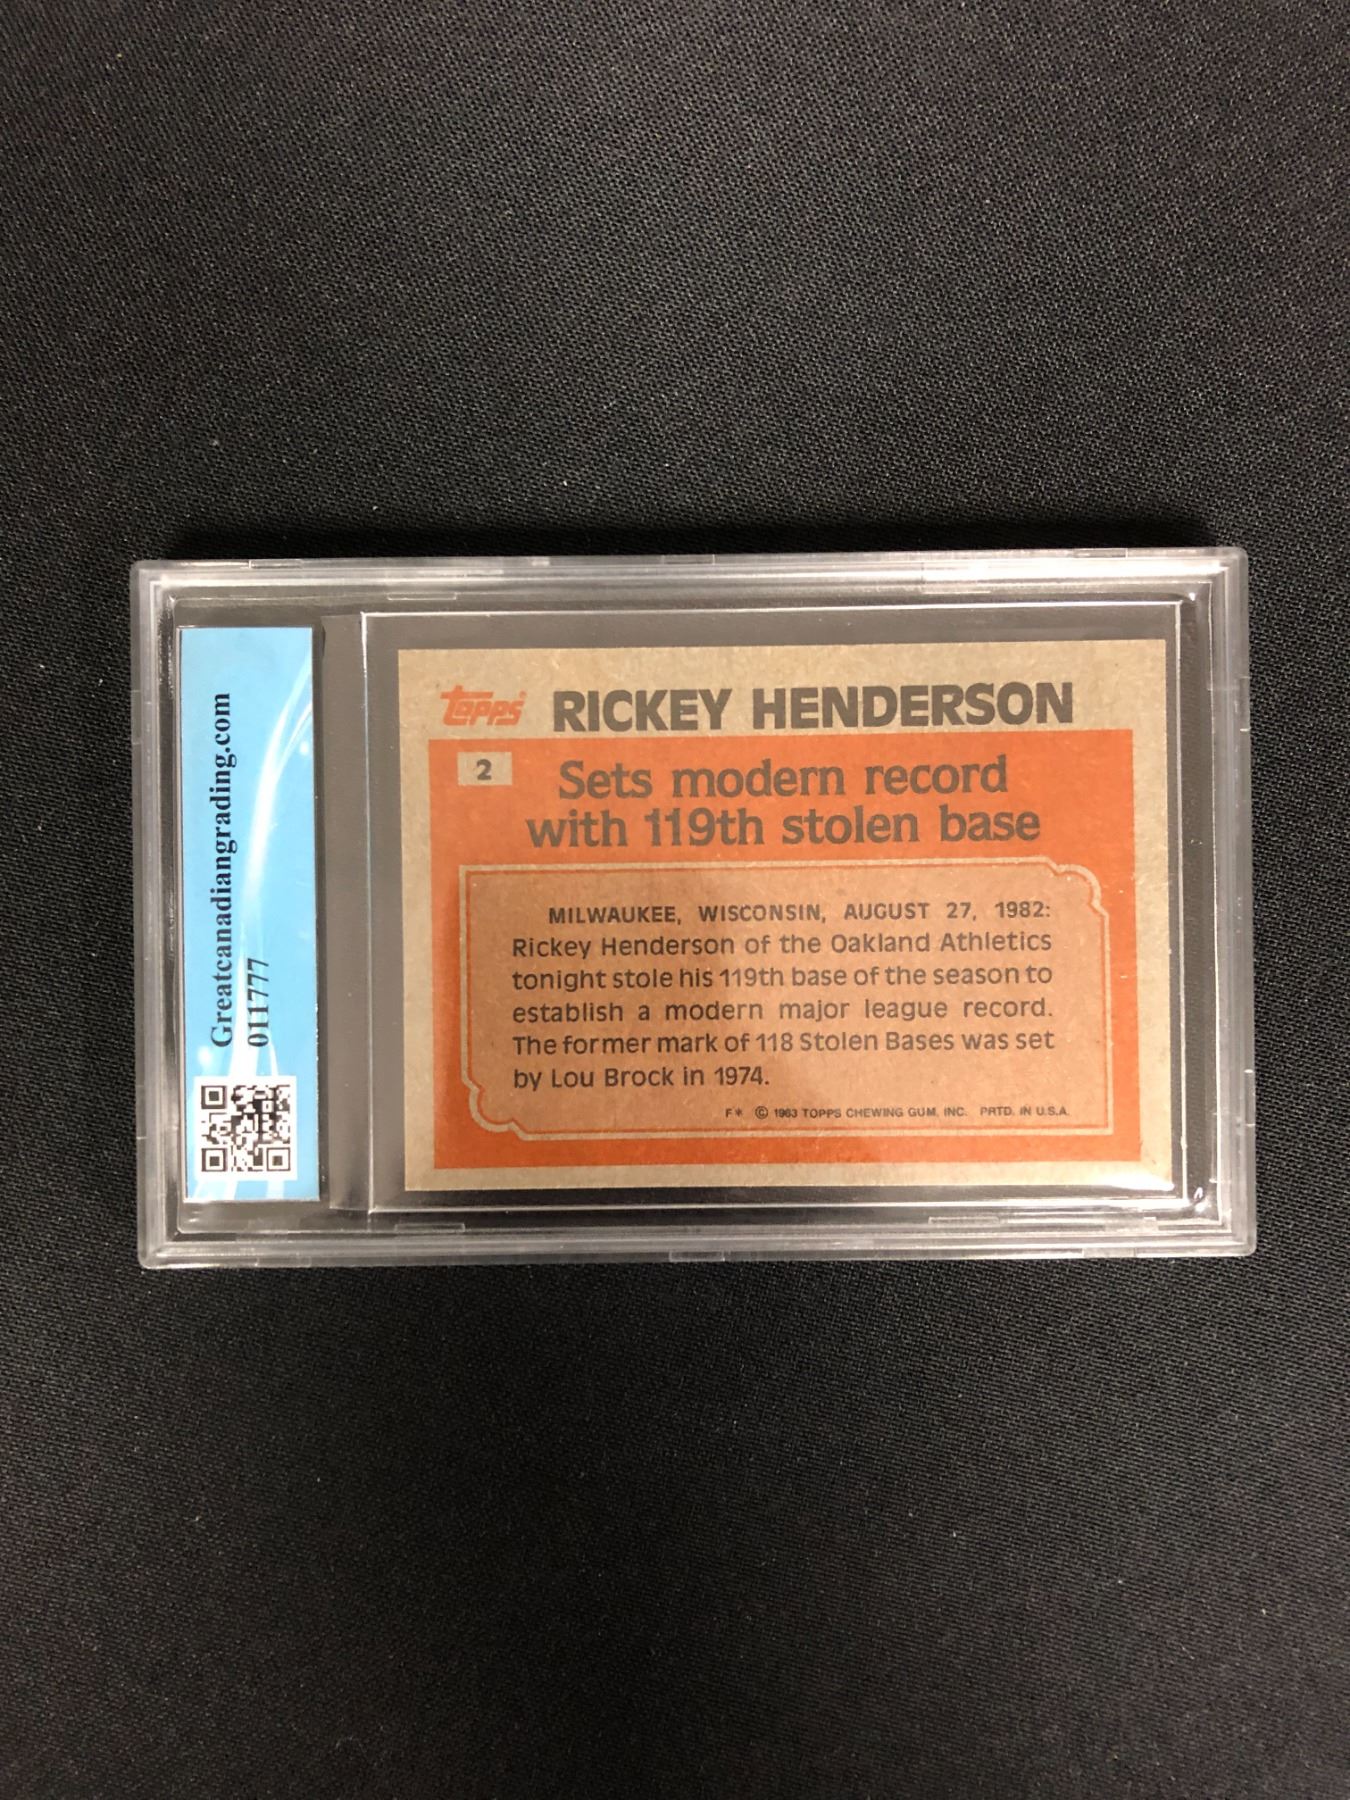 Greatcanadiangrading.com
011777
Topps RICKEY HENDERSON
2
Sets modern record
with 119th stolen base
MILWAUKEE, WISCONSIN, AUGUST 27, 1982:
Rickey Henderson of the Oakland Athletics
tonight stole his 119th base of the season to
establish a modern major league record.
The former mark of 118 Stolen Bases was set
by Lou Brock in 1974.
F* © 1983 TOPPS CHEWING GUM, INC. PRTD. IN U.S.A.